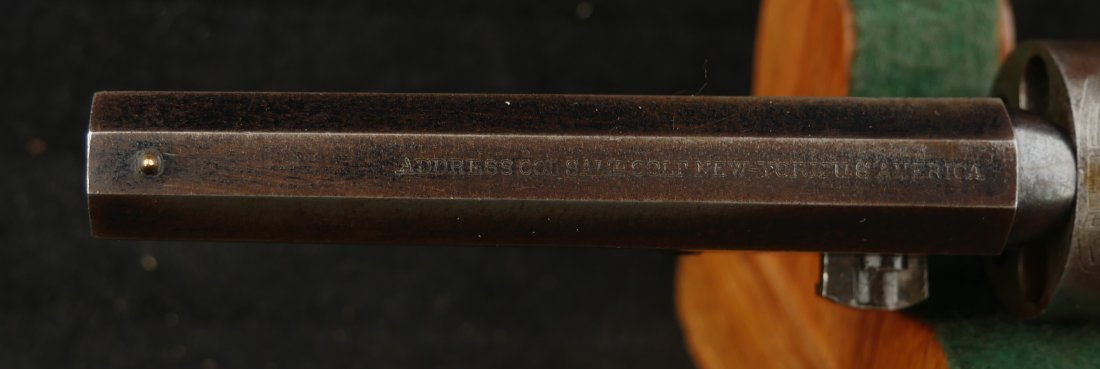 ADDRESS COL SAML COLT NEW-YORK U.S AMERICA